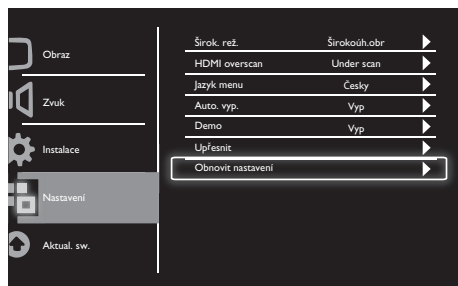 Obraz
Zvuk
Instalace
Nastavení
Aktual. sw.
Širok. rež. Širokoúh.obr
HDMI overscan Under scan
Jazyk menu Česky
Auto. vyp. Vyp
Demo Vyp
Upřesnit
Obnovit nastavení